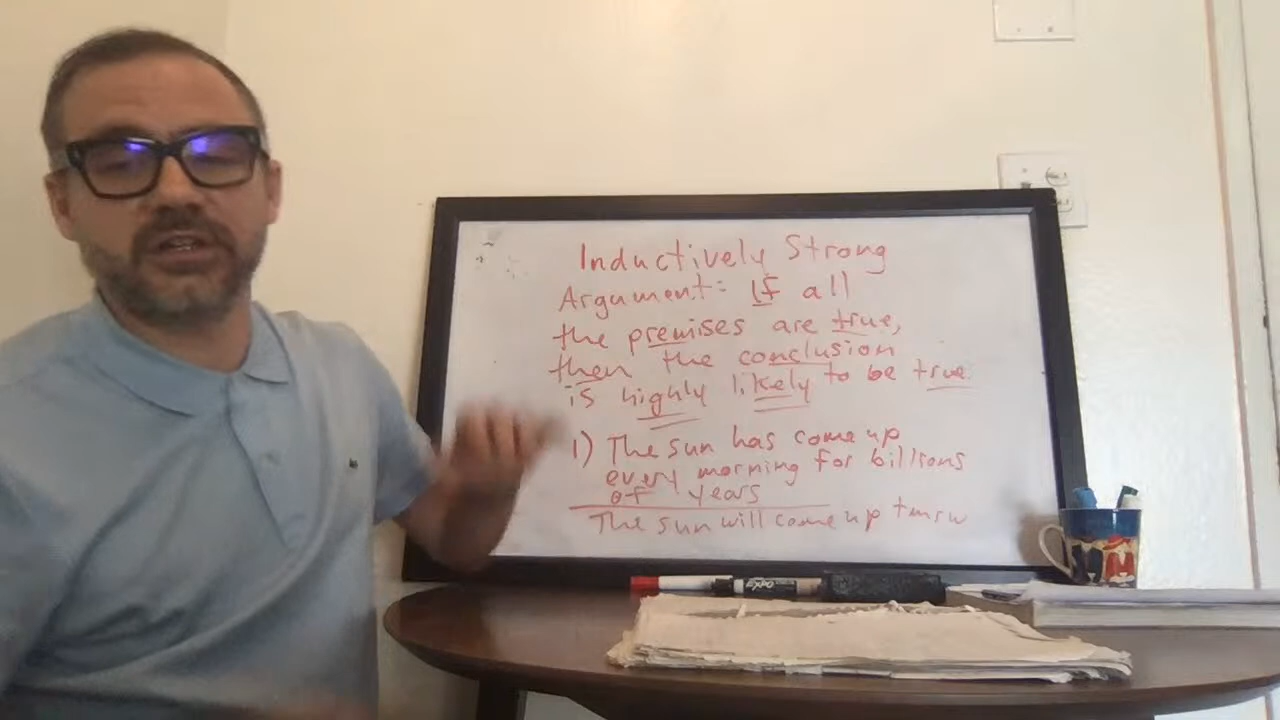 Inductively Strong
Argument: If all
the premises are true,
then the conclusion
is highly likely to be true
1) The sun has come up
every morning for billions
of years
The sun will come up tmrw
EXPO